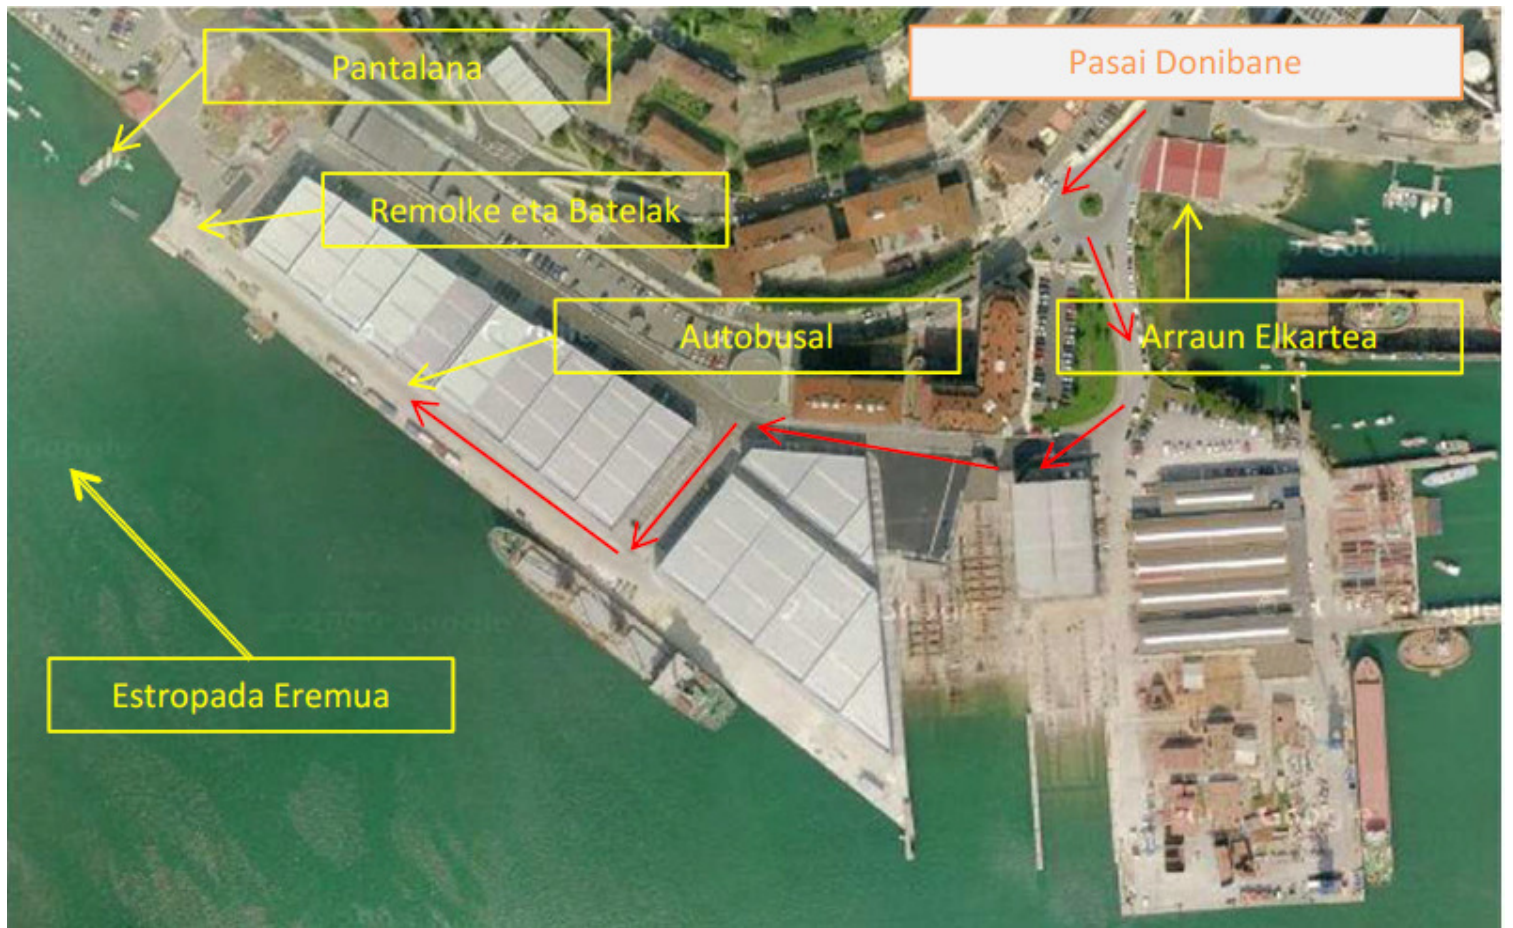 Pantalana
Pasai Donibane
Remolke eta Batelak
Autobusal
Arraun Elkartea
Estropada Eremua